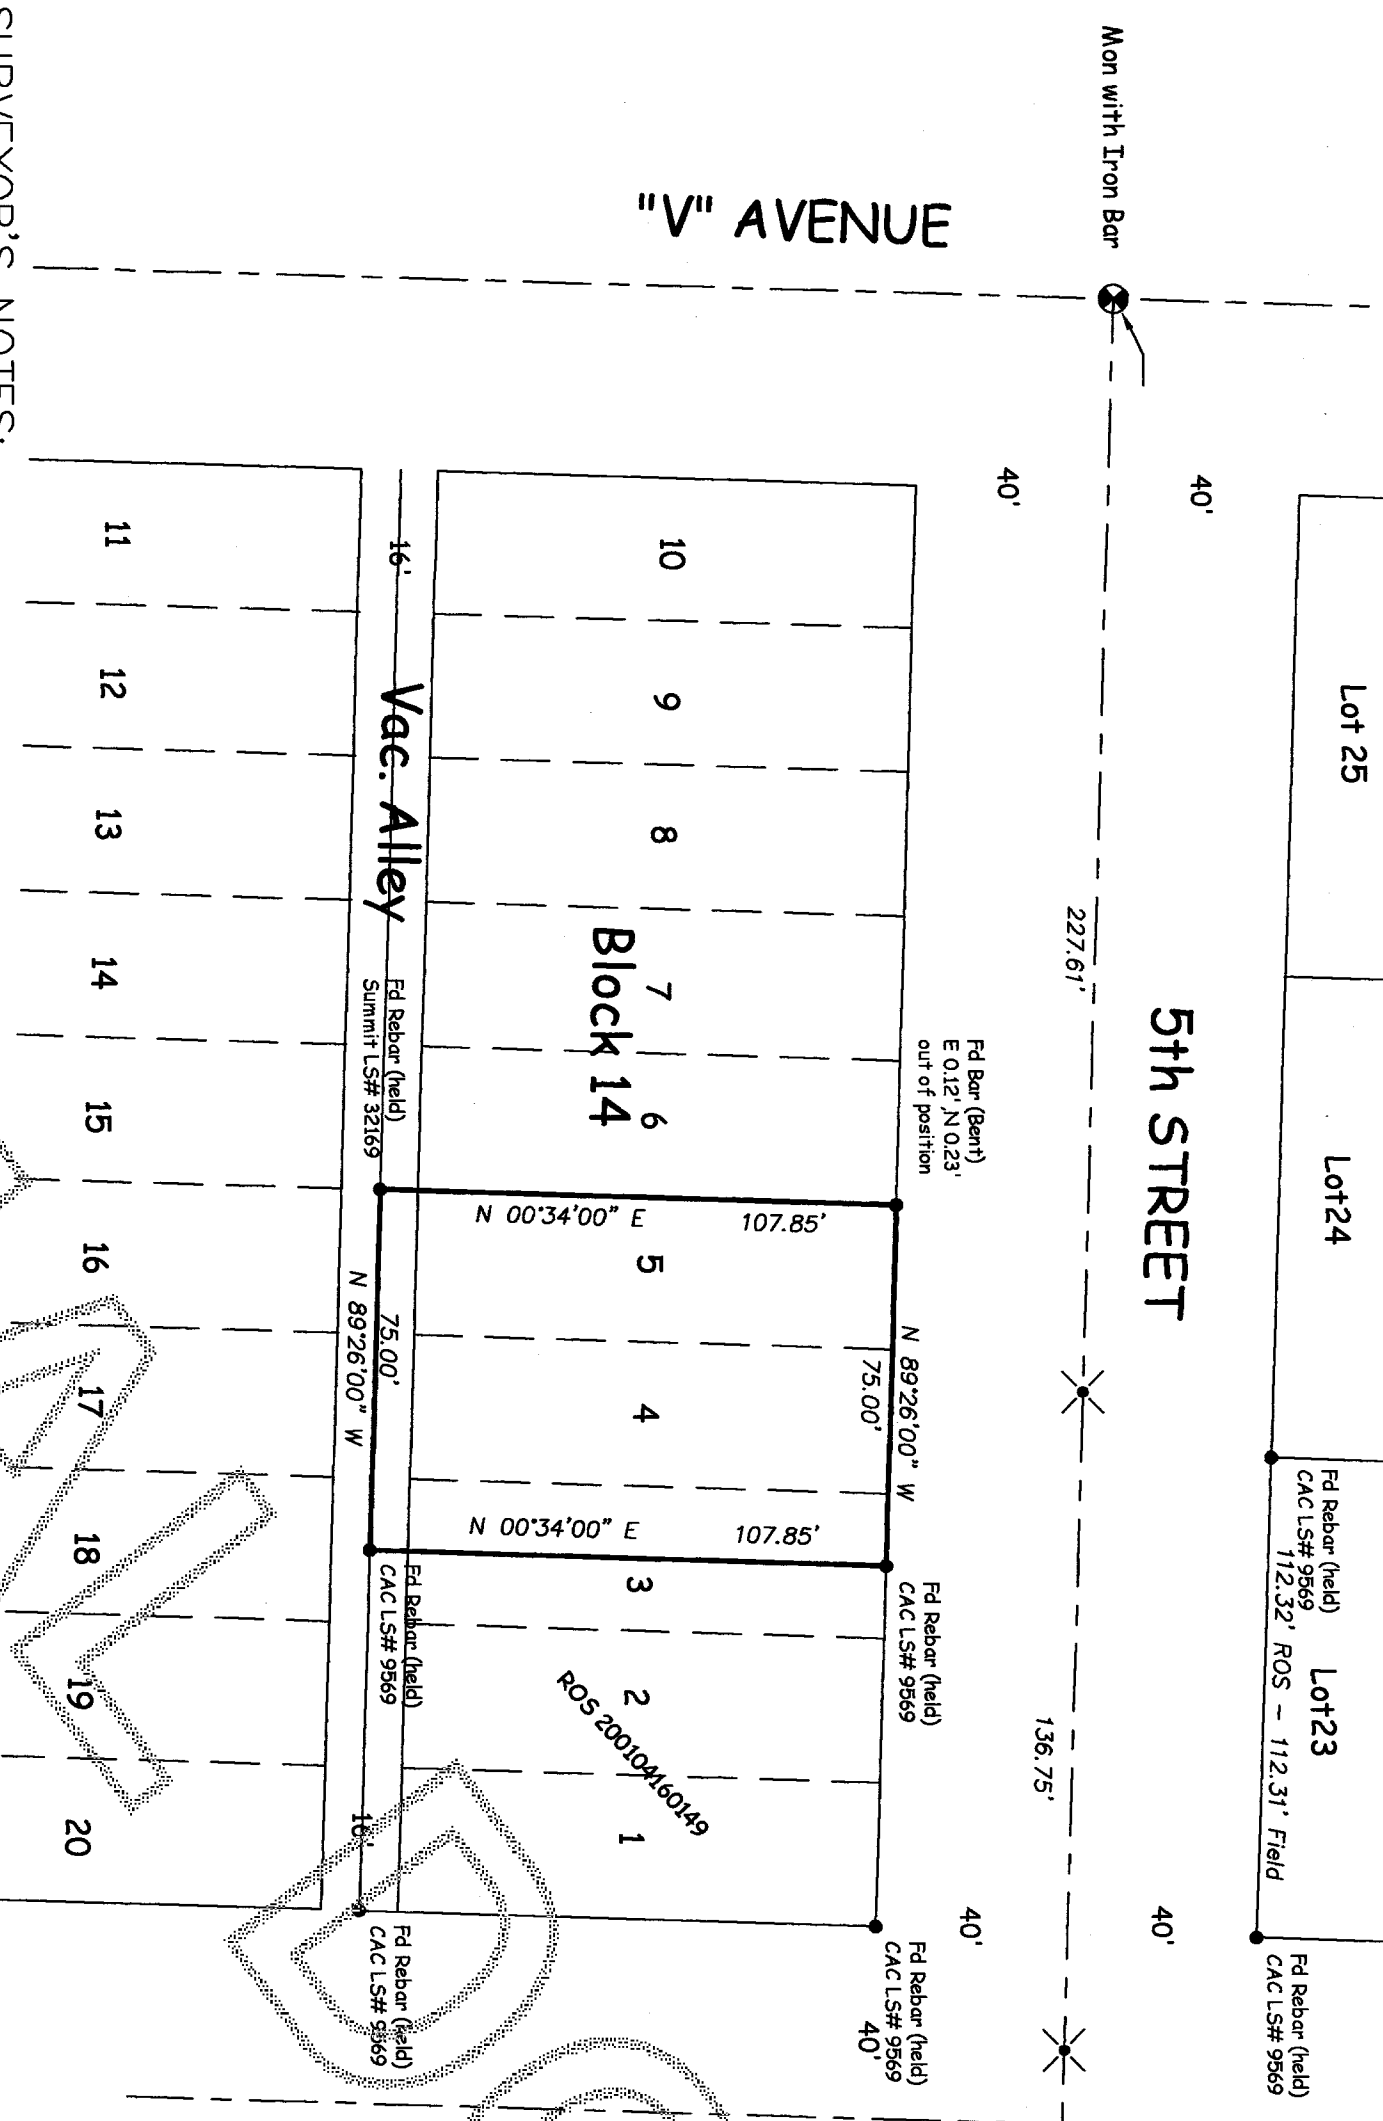 Mon with Iron Bar
"V" AVENUE
SURVEYOR'S NOTES:
40'
40'
Lot 25
Lot24
Lot23
227.61'
5th STREET
136.75'
Fd Rebar (held)
CAC LS# 9569
112.32' ROS - 112.31' Field
Fd Rebar (held)
CAC LS# 9569
40'
40'
Fd Bar (Bent)
E 0.12', N 0.23'
out of position
N 89°26'00" W
75.00'
Fd Rebar (held)
CAC LS# 9569
Fd Rebar (held)
CAC LS# 9569
40'
10
9
8
7
6
5
4
3
2
1
Block 14
N 00°34'00" E 107.85'
N 00°34'00" E 107.85'
ROS 200104160149
16'
Vac. Alley
Fd Rebar (held)
Summit LS# 32169
75.00'
N 89°26'00" W
Fd Rebar (held)
CAC LS# 9569
16'
Fd Rebar (held)
CAC LS# 9569
11
12
13
14
15
16
17
18
19
20